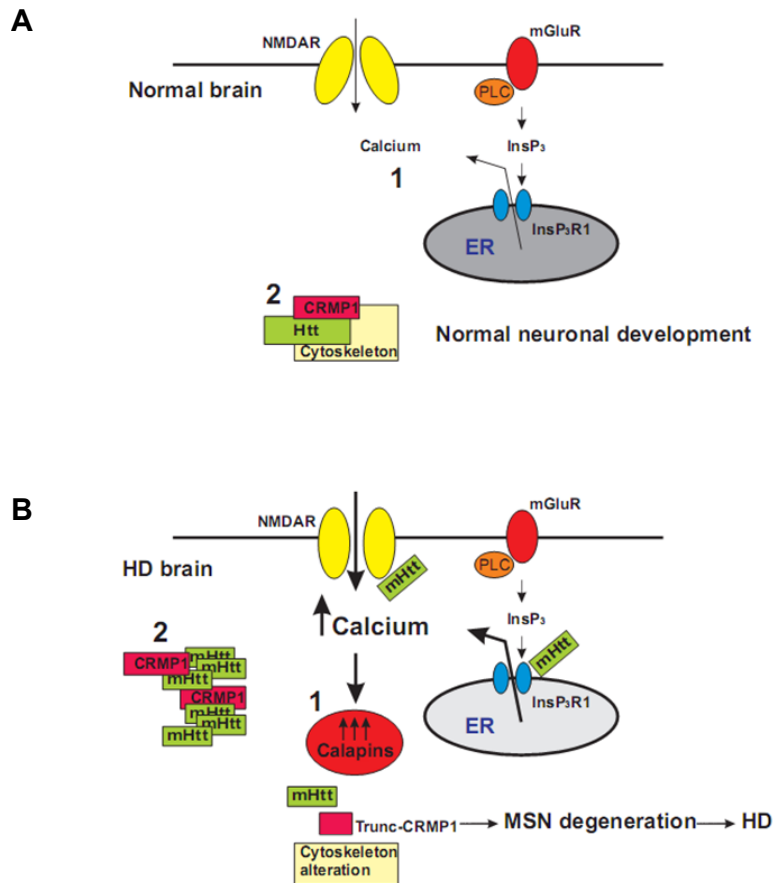 A
NMDAR
mGluR
Normal brain
PLC
Calcium
InsP₃
1
InsP₃R1
ER
2
CRMP1
Htt
Cytoskeleton
Normal neuronal development
B
NMDAR
mGluR
HD brain
PLC
mHtt
Calcium
InsP₃
mHtt
2
mHtt
CRMP1
mHtt
mHtt
CRMP1
mHtt
mHtt
mHtt
InsP₃R1
ER
1
Calapins
mHtt
Trunc-CRMP1
MSN degeneration
HD
Cytoskeleton
alteration